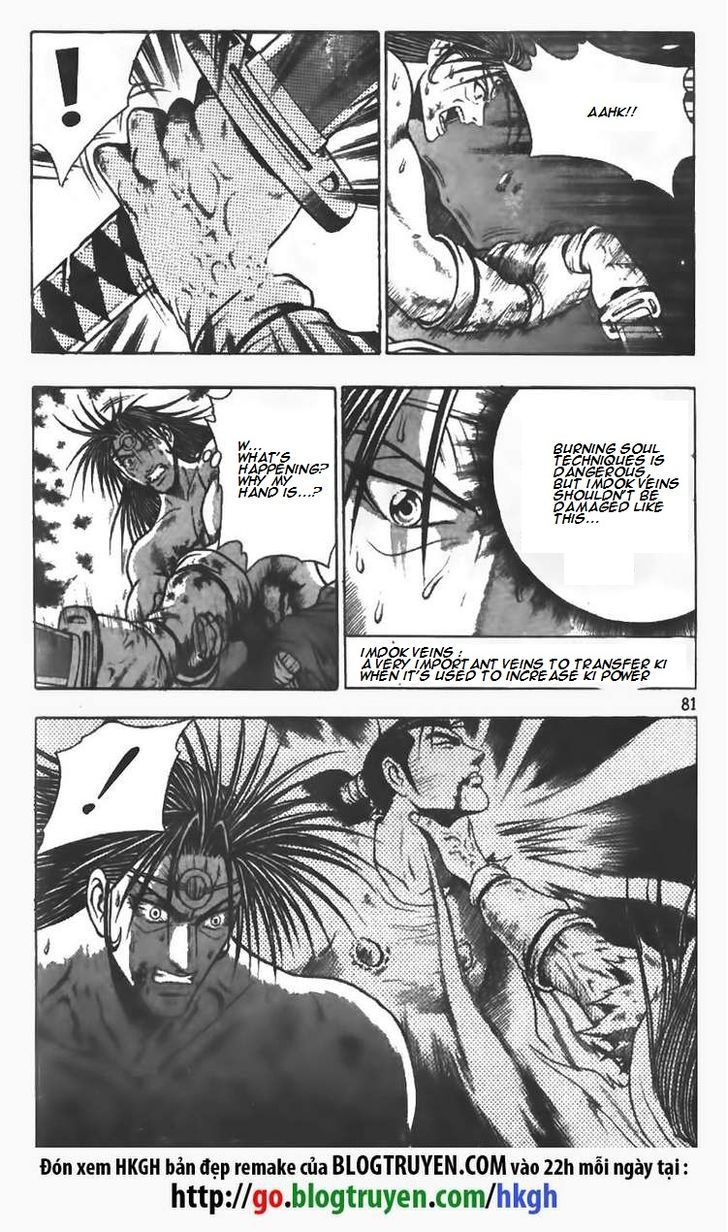 !
AAHK!!
W...
WHAT'S
HAPPENING?
WHY MY
HAND IS...?
BURNING SOUL
TECHNIQUES IS
DANGEROUS,
BUT IMDOK VEINS
SHOULDN'T BE
DAMAGED LIKE
THIS...
IMDOK VEINS :
A VERY IMPORTANT VEINS TO TRANSFER KI
WHEN IT'S USED TO INCREASE KI POWER
81
!
Đón xem HKGH bản đẹp remake của BLOGTRUYEN.COM vào 22h mỗi ngày tại :
http://go.blogtruyen.com/hkgh